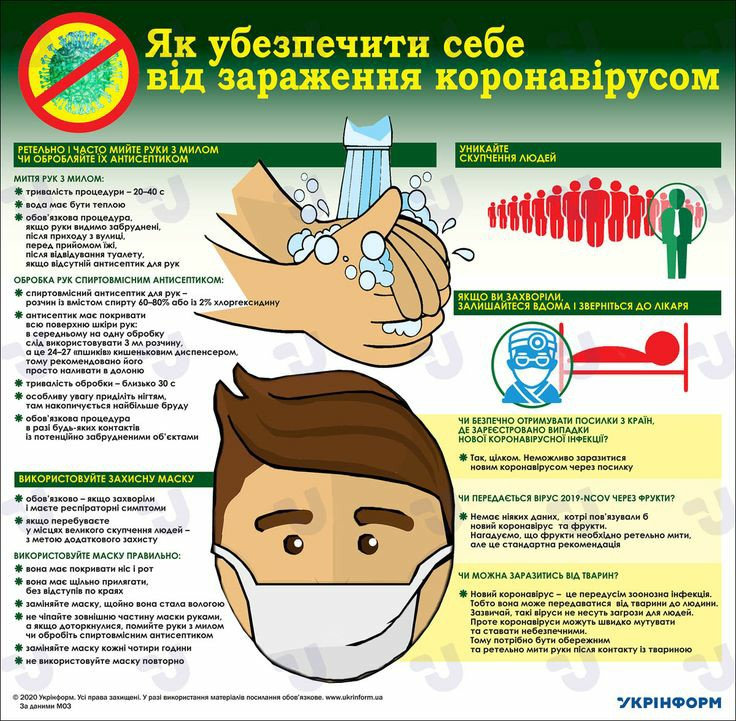 Як убезпечити себе
від зараження коронавірусом
РЕТЕЛЬНО І ЧАСТО МИЙТЕ РУКИ З МИЛОМ
ЧИ ОБРОБЛЯЙТЕ ЇХ АНТИСЕПТИКОМ
МИТТЯ РУК З МИЛОМ:
тривалість процедури – 20–40 с
вода має бути теплою
обов'язкова процедура,
якщо руки видимо забруднені,
після приходу з вулиці,
перед прийомом їжі,
після відвідування туалету,
якщо відсутній антисептик для рук
ОБРОБКА РУК СПИРТОВМІСНИМ АНТИСЕПТИКОМ:
спиртовмісний антисептик для рук –
розчин із вмістом спирту 60–80% або із 2% хлоргексидину
антисептик має покривати
всю поверхню шкіри рук:
в середньому на одну обробку
слід використовувати 3 мл розчину,
а це 24–27 «пшиків» кишеньковим диспенсером,
тому рекомендовано його
просто наливати в долоню
тривалість обробки – близько 30 с
особливу увагу приділіть нігтям,
там накопичується найбільше бруду
обов'язкова процедура
в разі будь-яких контактів
із потенційно забрудненими об'єктами
ВИКОРИСТОВУЙТЕ ЗАХИСНУ МАСКУ
обов'язково – якщо захворіли
і маєте респіраторні симптоми
якщо перебуваєте
у місцях великого скупчення людей –
з метою додаткового захисту
ВИКОРИСТОВУЙТЕ МАСКУ ПРАВИЛЬНО:
вона має покривати ніс і рот
вона має щільно прилягати,
без відступів по краях
заміняйте маску, щойно вона стала вологою
не чіпайте зовнішню частину маски руками,
а якщо доторкнулися, помийте руки з милом
чи обробіть спиртовмісним антисептиком
заміняйте маску кожні чотири години
не використовуйте маску повторно
УНИКАЙТЕ
СКУПЧЕННЯ ЛЮДЕЙ
ЯКЩО ВИ ЗАХВОРІЛИ,
ЗАЛИШАЙТЕСЯ ВДОМА І ЗВЕРНІТЬСЯ ДО ЛІКАРЯ
ЧИ БЕЗПЕЧНО ОТРИМУВАТИ ПОСИЛКИ З КРАЇН,
ДЕ ЗАРЕЄСТРОВАНО ВИПАДКИ
НОВОЇ КОРОНАВІРУСНОЇ ІНФЕКЦІЇ?
Так, цілком. Неможливо заразитися
новим коронавірусом через посилку
ЧИ ПЕРЕДАЄТЬСЯ ВІРУС 2019-NCOV ЧЕРЕЗ ФРУКТИ?
Немає ніяких даних, котрі пов'язували б
новий коронавірус та фрукти.
Нагадуємо, що фрукти необхідно ретельно мити,
але це стандартна рекомендація
ЧИ МОЖНА ЗАРАЗИТИСЬ ВІД ТВАРИН?
Новий коронавірус – це передусім зоонозна інфекція.
Тобто вона може передаватися від тварини до людини.
Зазвичай, такі віруси не несуть загрози для людей.
Проте коронавіруси можуть швидко мутувати
та ставати небезпечними.
Тому потрібно бути обережним
та ретельно мити руки після контакту із твариною
© 2020 Укрінформ. Усі права захищені. У разі використання матеріалів посилання обов'язкове. www.ukrinform.ua
За даними МОЗ
УКРІНФОРМ